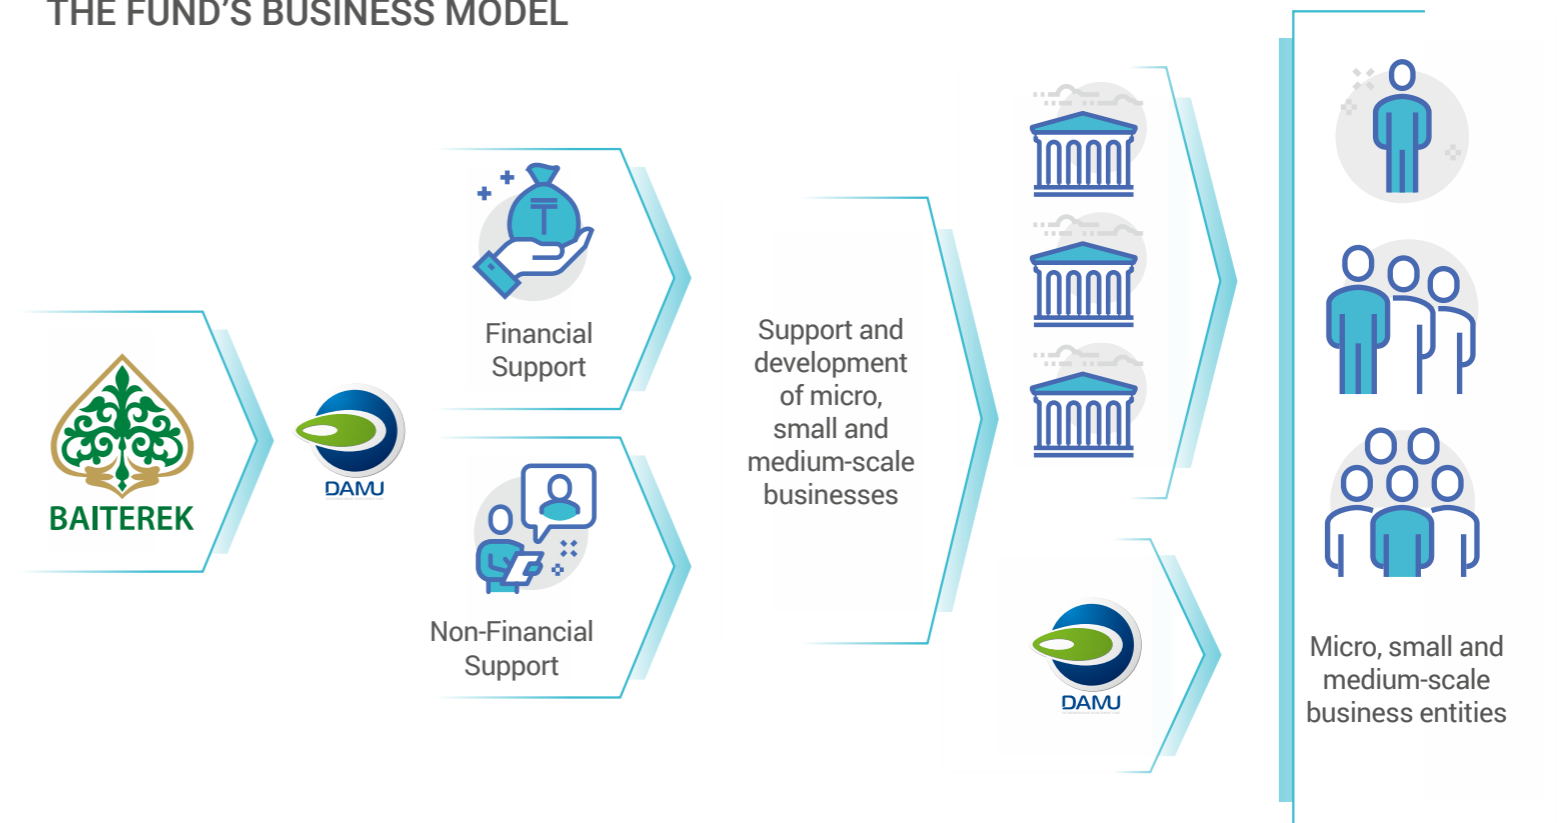 THE FUND'S BUSINESS MODEL
BAITEREK
DAMU
Financial
Support
Non-Financial
Support
Support and
development
of micro,
small and
medium-scale
businesses
DAMU
Micro, small and
medium-scale
business entities